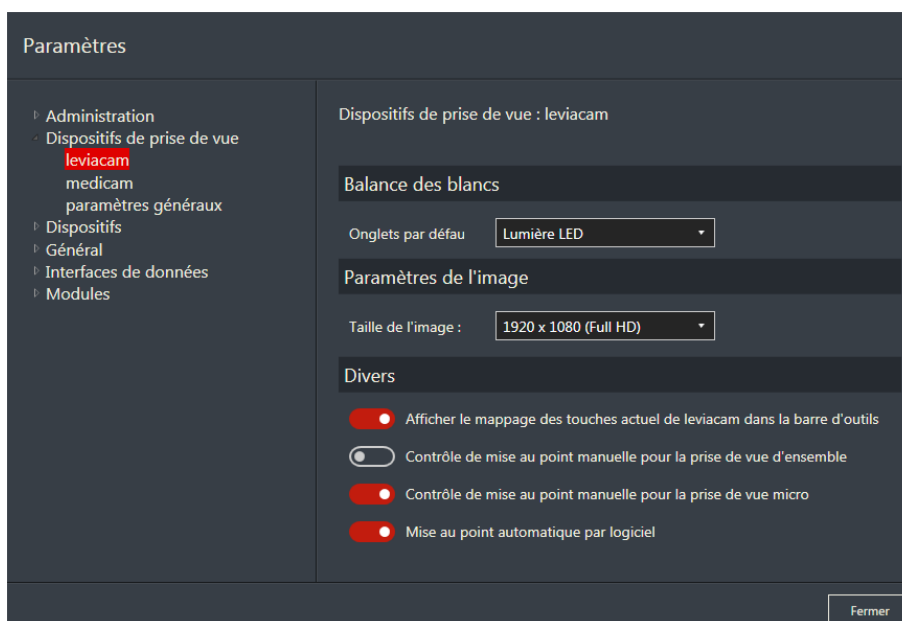 Paramètres
Administration
Dispositifs de prise de vue
leviacam
medicam
paramètres généraux
Dispositifs
Général
Interfaces de données
Modules
Dispositifs de prise de vue : leviacam
Balance des blancs
Onglets par défau Lumière LED
Paramètres de l'image
Taille de l'image : 1920 x 1080 (Full HD)
Divers
Afficher le mappage des touches actuel de leviacam dans la barre d'outils
Contrôle de mise au point manuelle pour la prise de vue d'ensemble
Contrôle de mise au point manuelle pour la prise de vue micro
Mise au point automatique par logiciel
Fermer